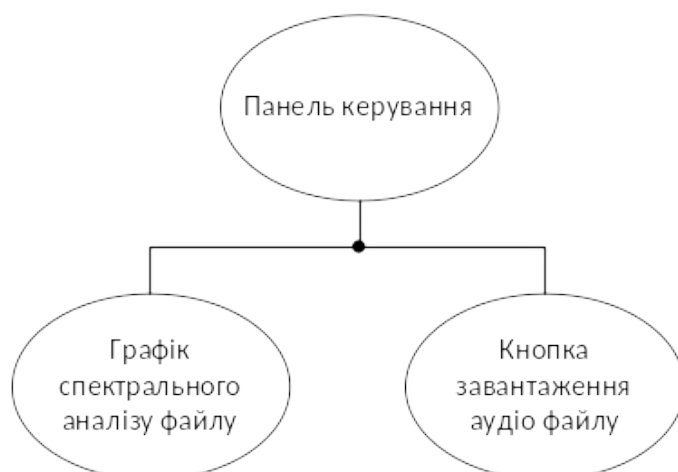 Панель керування
Графік
спектрального
аналізу файлу
Кнопка
завантаження
аудіо файлу